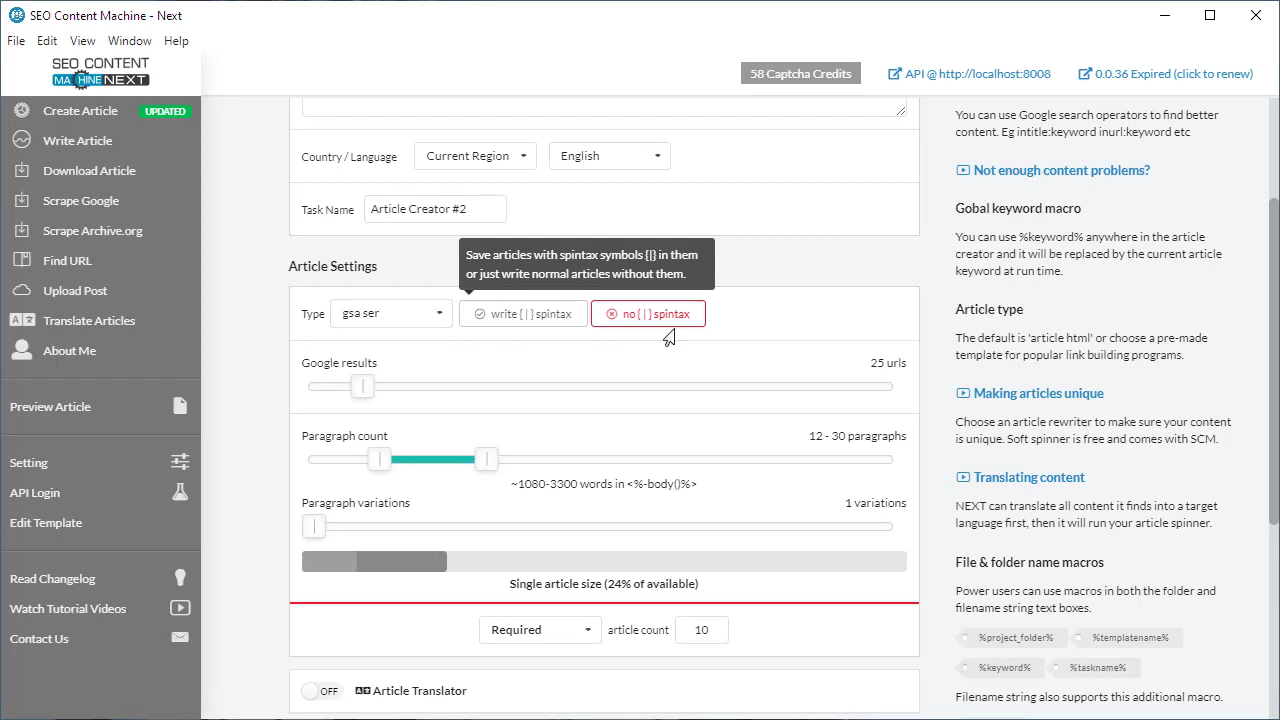 SEO Content Machine - Next
File Edit View Window Help
SEO CONTENT
MACHINE NEXT
58 Captcha Credits
API @ http://localhost:8008
0.0.36 Expired (click to renew)
Create Article UPDATED
Write Article
Download Article
Scrape Google
Scrape Archive.org
Find URL
Upload Post
Translate Articles
About Me
Preview Article
Setting
API Login
Edit Template
Read Changelog
Watch Tutorial Videos
Contact Us
Country / Language Current Region English
Task Name Article Creator #2
Article Settings
Save articles with spintax symbols {|} in them
or just write normal articles without them.
Type gsa ser write { | } spintax no { | } spintax
Google results 25 urls
Paragraph count 12 - 30 paragraphs
~1080-3300 words in <%-body()%>
Paragraph variations 1 variations
Single article size (24% of available)
Required article count 10
OFF Article Translator
You can use Google search operators to find better
content. Eg intitle:keyword inurl:keyword etc
Not enough content problems?
Gobal keyword macro
You can use %keyword% anywhere in the article
creator and it will be replaced by the current article
keyword at run time.
Article type
The default is 'article html' or choose a pre-made
template for popular link building programs.
Making articles unique
Choose an article rewriter to make sure your content
is unique. Soft spinner is free and comes with SCM.
Translating content
NEXT can translate all content it finds into a target
language first, then it will run your article spinner.
File & folder name macros
Power users can use macros in both the folder and
filename string text boxes.
%project_folder% %templatename%
%keyword% %taskname%
Filename string also supports this additional macro.